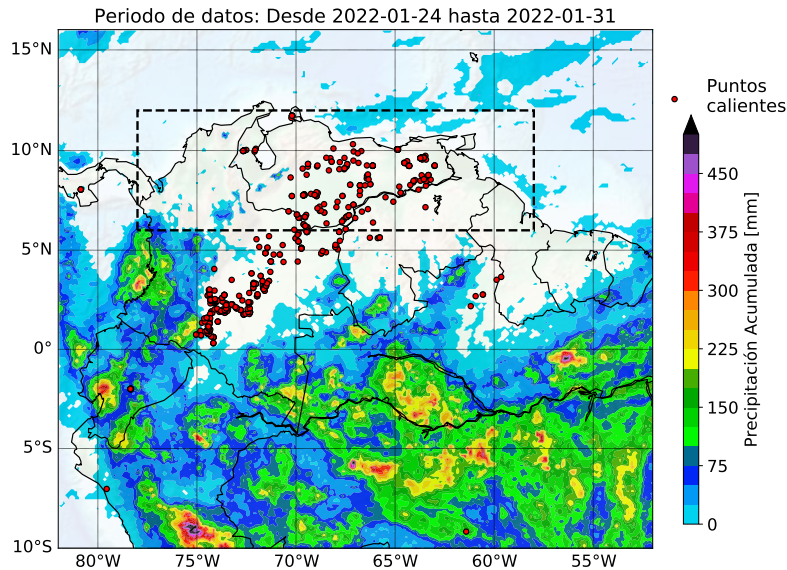 Periodo de datos: Desde 2022-01-24 hasta 2022-01-31
15°N
10°N
5°N
0°
5°S
10°S
80°W
75°W
70°W
65°W
60°W
55°W
Puntos
calientes
450
375
300
225
150
75
0
Precipitación Acumulada [mm]